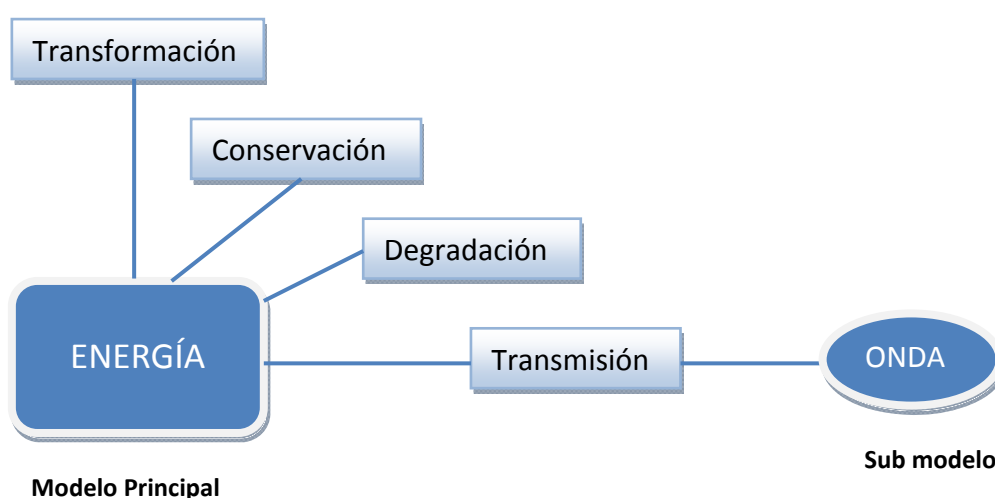 Transformación
Conservación
Degradación
ENERGÍA
Transmisión
ONDA
Sub modelo
Modelo Principal